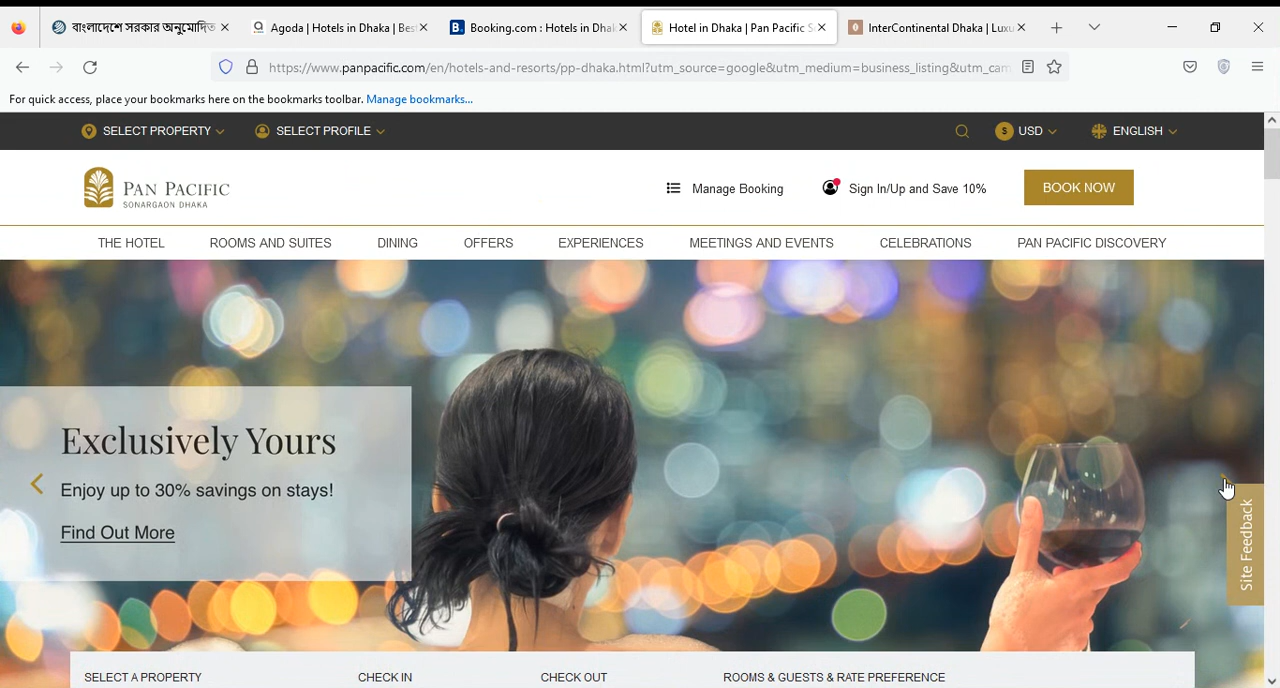 বাংলাদেশে সরকার অনুমোদিত
Agoda | Hotels in Dhaka | Bes
Booking.com : Hotels in Dha
Hotel in Dhaka | Pan Pacific S
InterContinental Dhaka | Luxu
https://www.panpacific.com/en/hotels-and-resorts/pp-dhaka.html?utm_source=google&utm_medium=business_listing&utm_cam
For quick access, place your bookmarks here on the bookmarks toolbar. Manage bookmarks...
SELECT PROPERTY
SELECT PROFILE
$ USD
ENGLISH
PAN PACIFIC
SONARGAON DHAKA
Manage Booking
Sign In/Up and Save 10%
BOOK NOW
THE HOTEL
ROOMS AND SUITES
DINING
OFFERS
EXPERIENCES
MEETINGS AND EVENTS
CELEBRATIONS
PAN PACIFIC DISCOVERY
Exclusively Yours
Enjoy up to 30% savings on stays!
Find Out More
Site Feedback
SELECT A PROPERTY
CHECK IN
CHECK OUT
ROOMS & GUESTS & RATE PREFERENCE